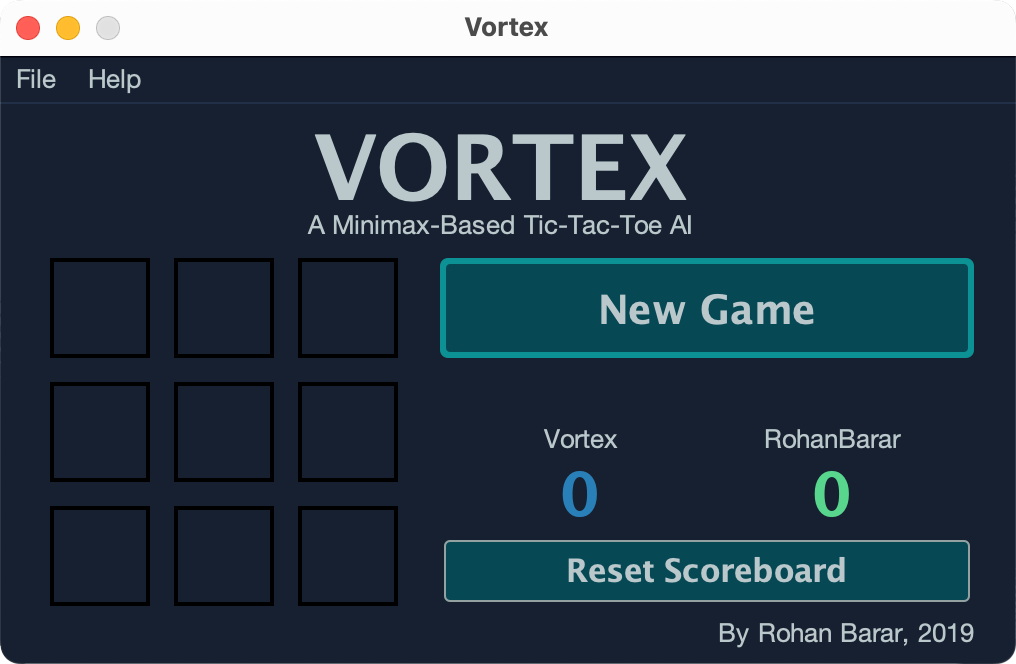 Vortex
File Help
VORTEX
A Minimax-Based Tic-Tac-Toe AI
New Game
Vortex RohanBarar
0 0
Reset Scoreboard
By Rohan Barar, 2019